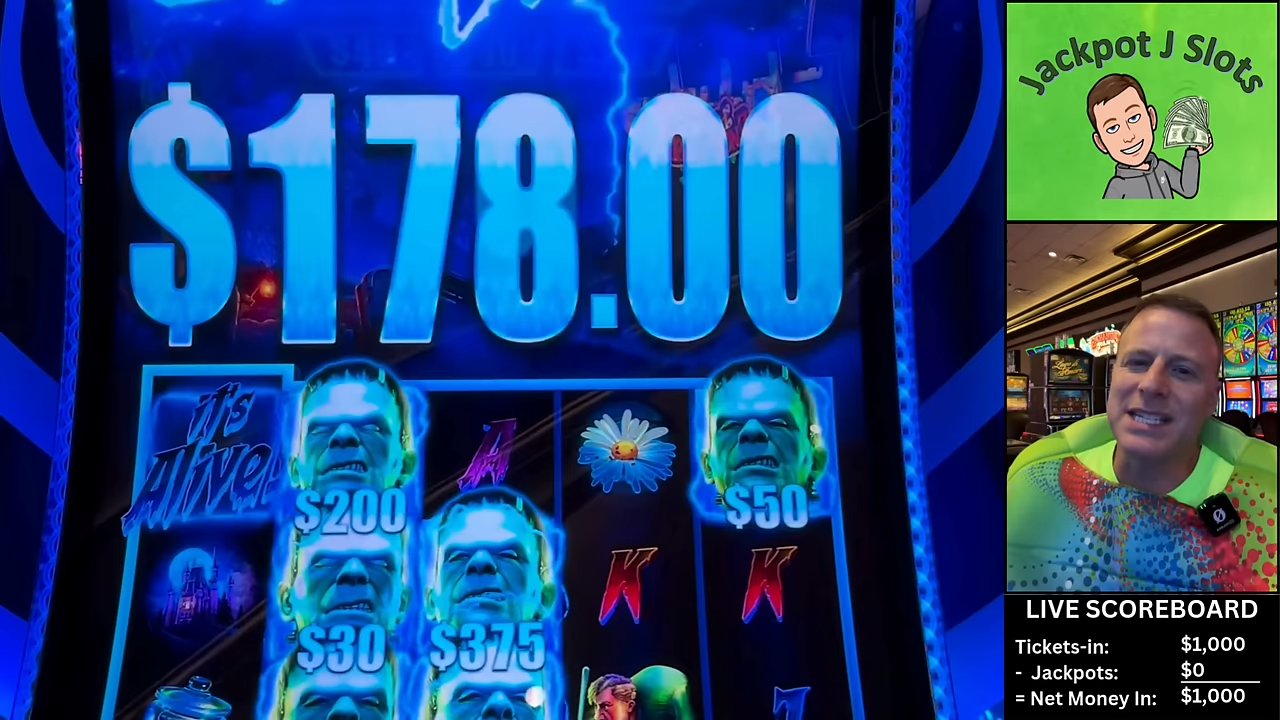 $178.00
it's
Alive!
$200
A
$50
$30
$375
K
K
Jackpot J Slots
LIVE SCOREBOARD
Tickets-in: $1,000
- Jackpots: $0
= Net Money In: $1,000